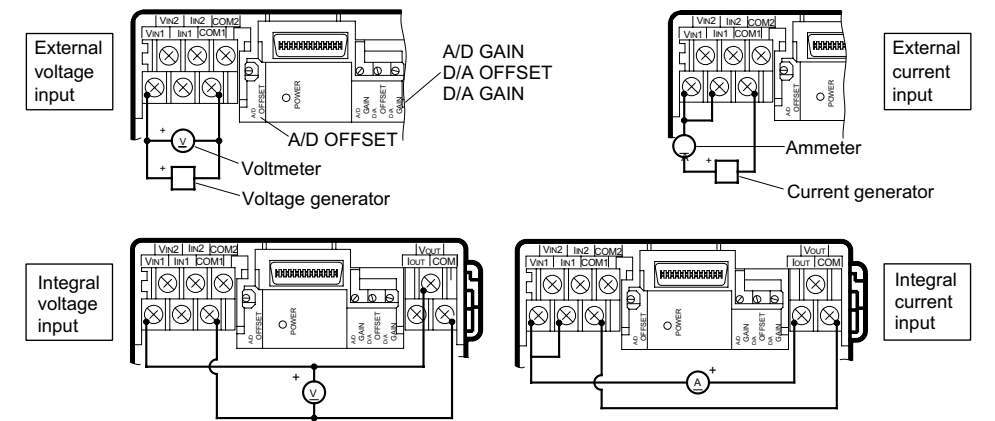 External
voltage
input
VIN2 IIN2 COM2
VIN1 IIN1 COM1
A/D
OFFSET
POWER
A/D
GAIN
D/A
OFFSET
D/A
GAIN
A/D GAIN
D/A OFFSET
D/A GAIN
A/D OFFSET
+
V
Voltmeter
+
Voltage generator
VIN2 IIN2 COM2
VIN1 IIN1 COM1
A/D
OFFSET
POWER
External
current
input
A
Ammeter
+
Current generator
Integral
voltage
input
VIN2 IIN2 COM2
VIN1 IIN1 COM1
A/D
OFFSET
POWER
A/D
GAIN
D/A
OFFSET
D/A
GAIN
VOUT
IOUT COM
+
V
VIN2 IIN2 COM2
VIN1 IIN1 COM1
A/D
OFFSET
POWER
A/D
GAIN
D/A
OFFSET
D/A
GAIN
VOUT
IOUT COM
+
A
Integral
current
input